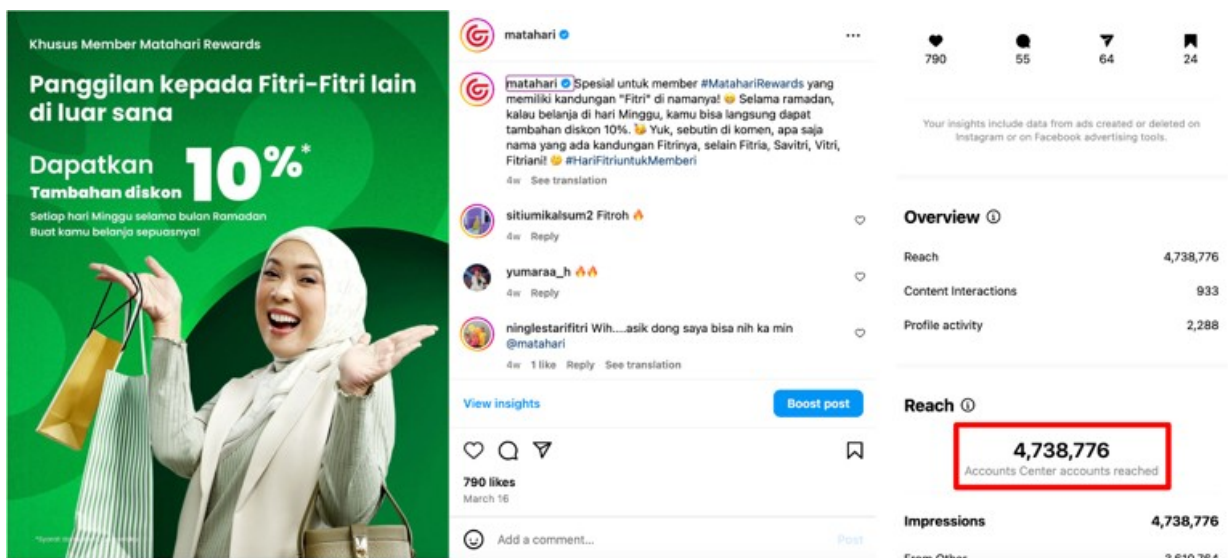 Khusus Member Matahari Rewards
Panggilan kepada Fitri-Fitri lain
di luar sana
Dapatkan
Tambahan diskon
10%*
Setiap hari Minggu selama bulan Ramadan
Buat kamu belanja sepuasnya!
matahari
matahari Spesial untuk member #MatahariRewards yang
memiliki kandungan "Fitri" di namanya! 😄 Selama ramadan,
kalau belanja di hari Minggu, kamu bisa langsung dapat
tambahan diskon 10%. 🥳 Yuk, sebutin di komen, apa saja
nama yang ada kandungan Fitrinya, selain Fitria, Savitri, Vitri,
Fitriani! 😊 #HariFitriuntukMemberi
4w See translation
sitiumikalsum2 Fitroh 🔥
4w Reply
yumaraa_h 🔥🔥
4w Reply
ninglestarifitri Wih....asik dong saya bisa nih ka min
@matahari
4w 1 like Reply See translation
View insights
Boost post
790 likes
March 16
Add a comment...
Post
790 55 64 24
Your insights include data from ads created or deleted on
Instagram or on Facebook advertising tools.
Overview
Reach 4,738,776
Content Interactions 933
Profile activity 2,288
Reach
4,738,776
Accounts Center accounts reached
Impressions 4,738,776